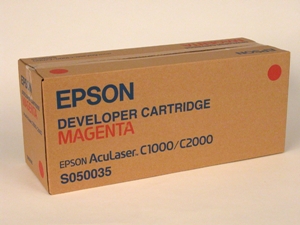 EPSON
DEVELOPER CARTRIDGE
MAGENTA
EPSON AcuLaser C1000/C2000
S050035